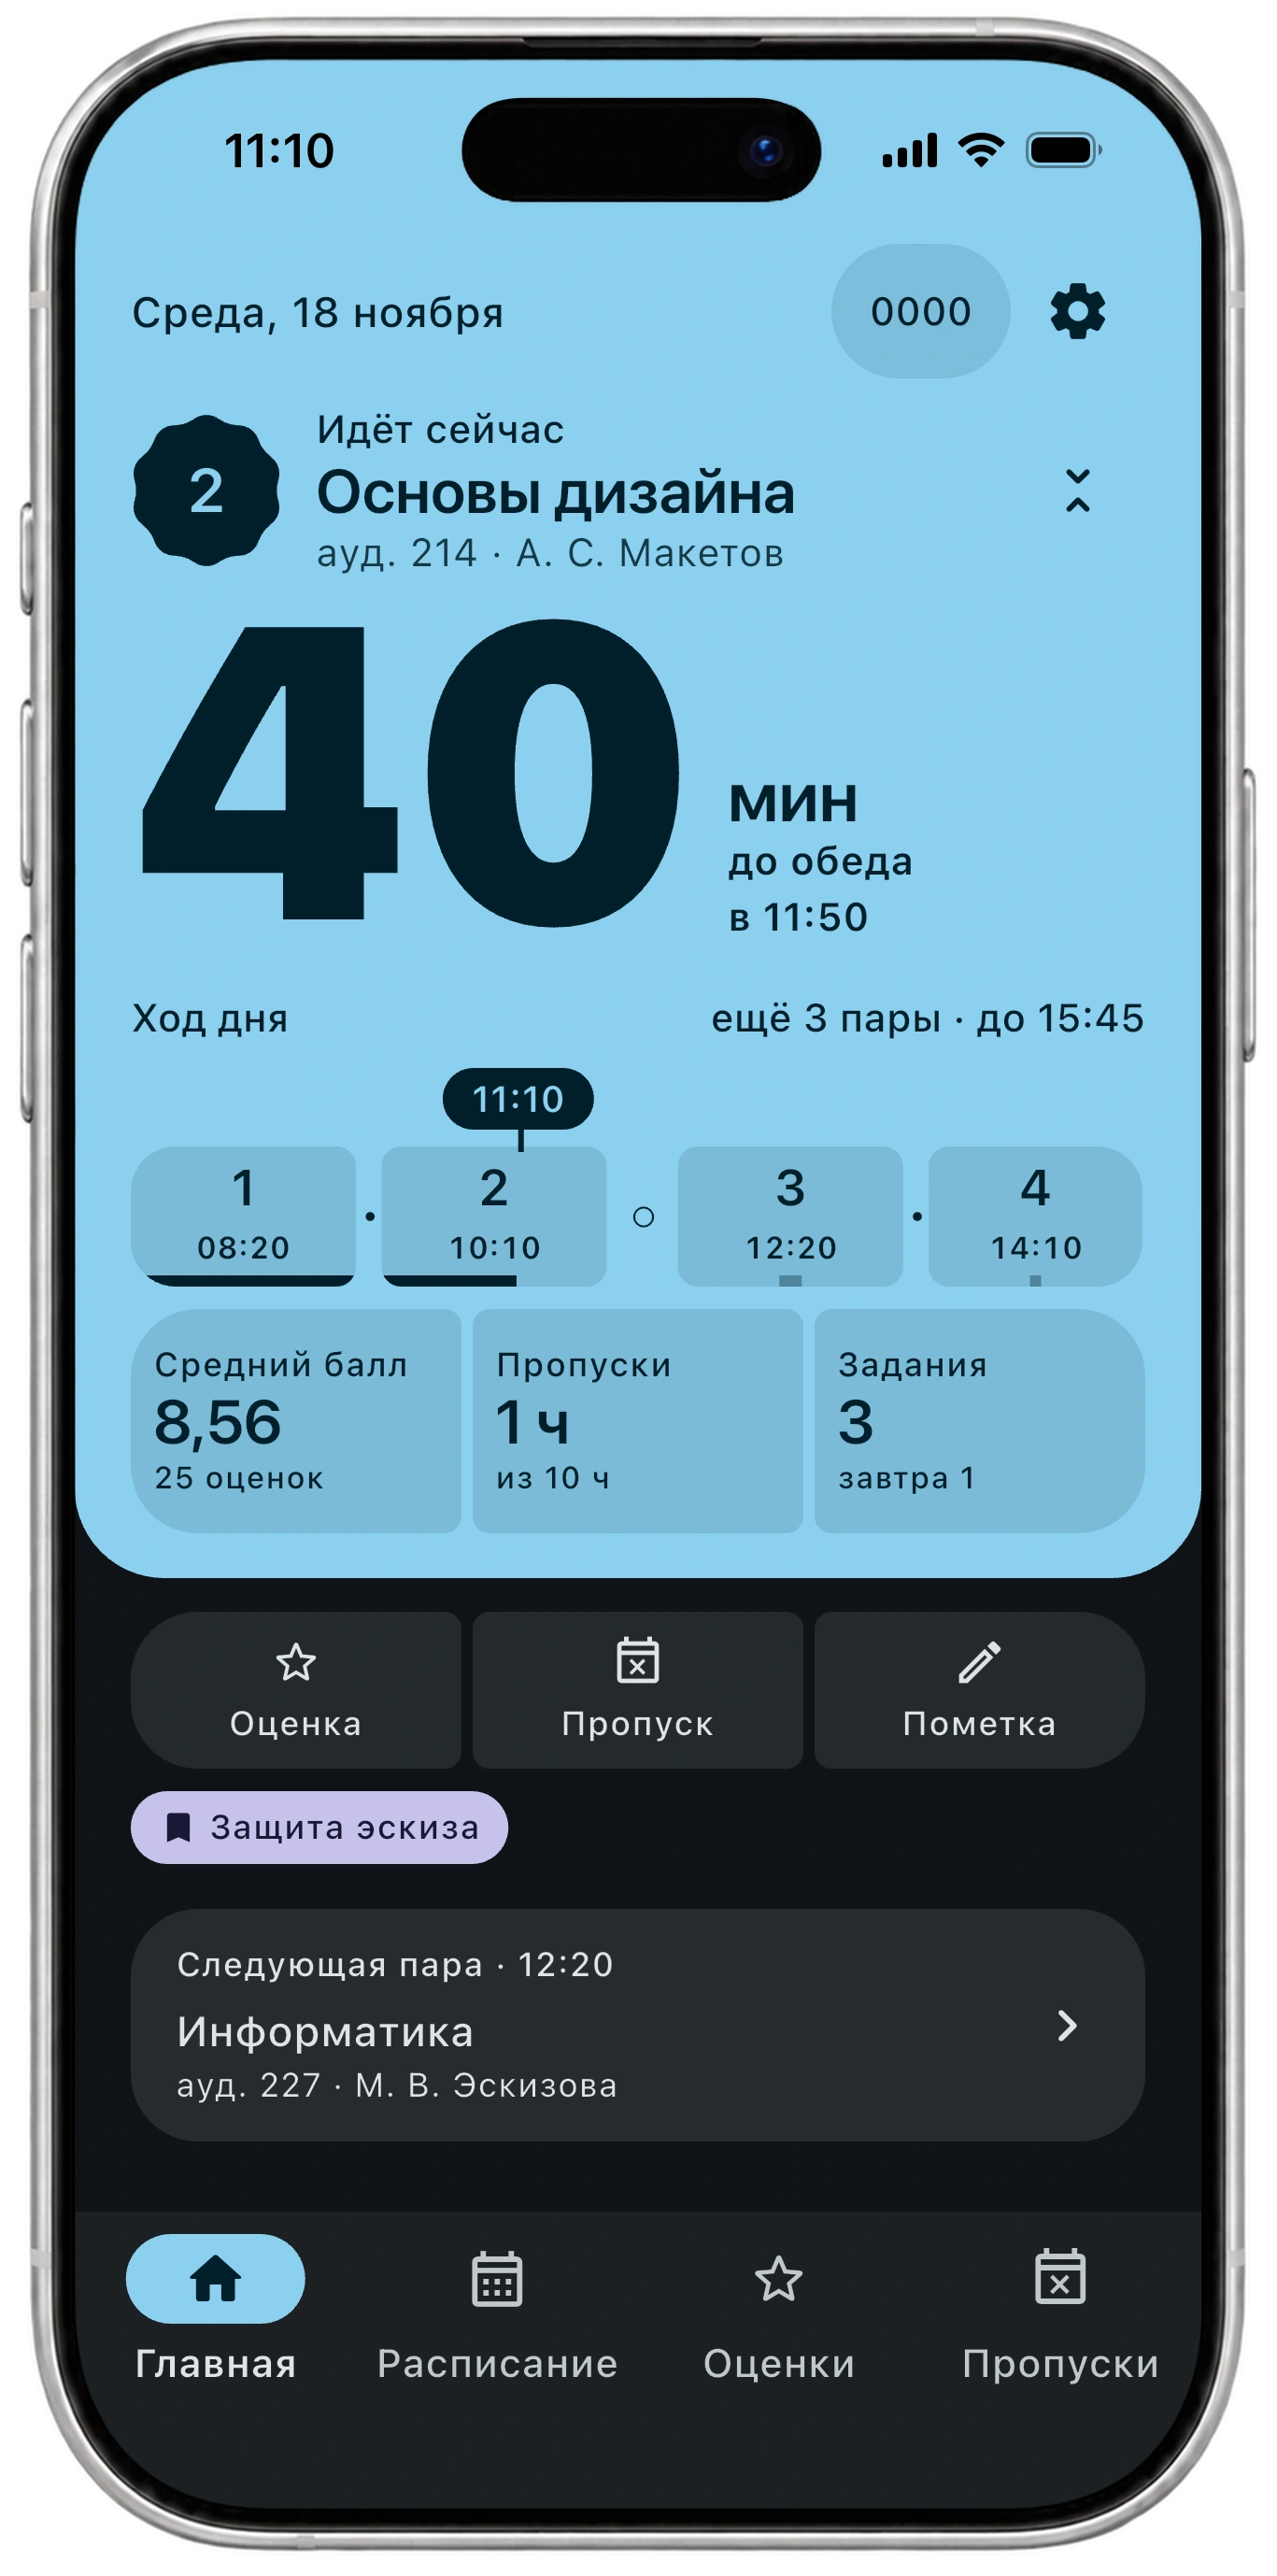 11:10
Среда, 18 ноября
0000
2
Идёт сейчас
Основы дизайна
ауд. 214 · А. С. Макетов
40
мин
до обеда
в 11:50
Ход дня
ещё 3 пары · до 15:45
11:10
1
08:20
2
10:10
3
12:20
4
14:10
Средний балл
8,56
25 оценок
Пропуски
1 ч
из 10 ч
Задания
3
завтра 1
Оценка
Пропуск
Пометка
Защита эскиза
Следующая пара · 12:20
Информатика
ауд. 227 · М. В. Эскизова
Главная
Расписание
Оценки
Пропуски